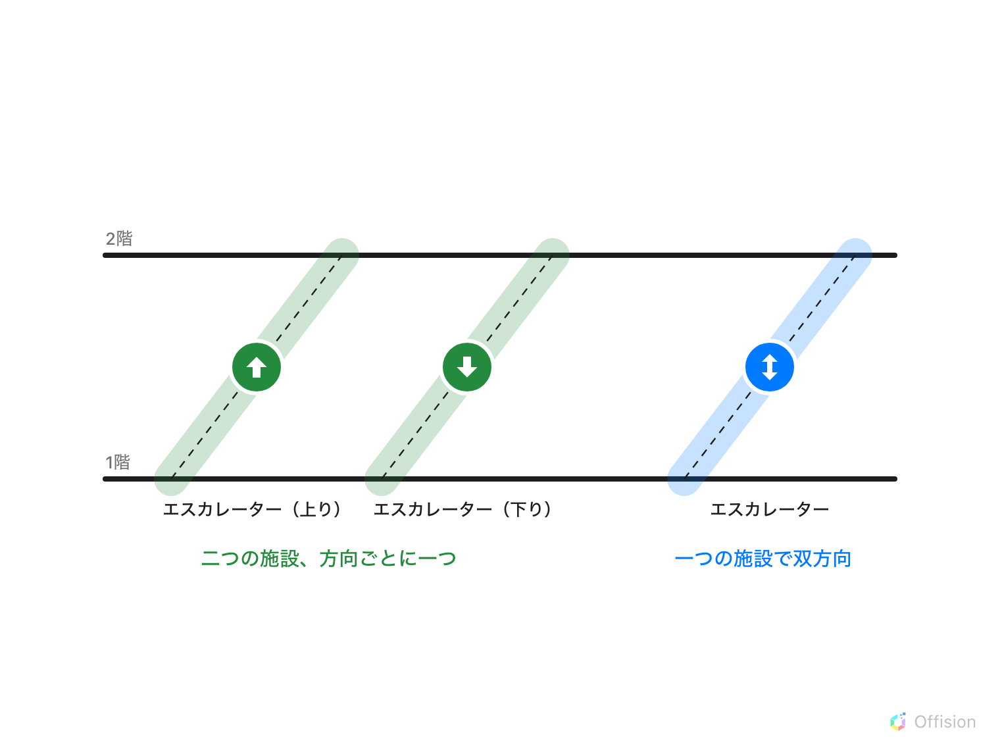 2階
1階
エスカレーター（上り） エスカレーター（下り） エスカレーター
二つの施設、方向ごとに一つ 一つの施設で双方向
Offision